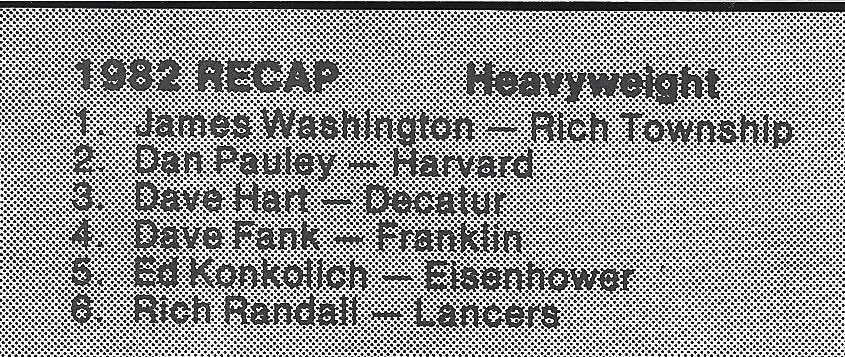 1982 RECAP Heavyweight
1. James Washington — Rich Township
2. Dan Pauley — Harvard
3. Dave Hart — Decatur
4. Dave Fank — Franklin
5. Ed Konkolich — Eisenhower
6. Rich Randall — Lancers